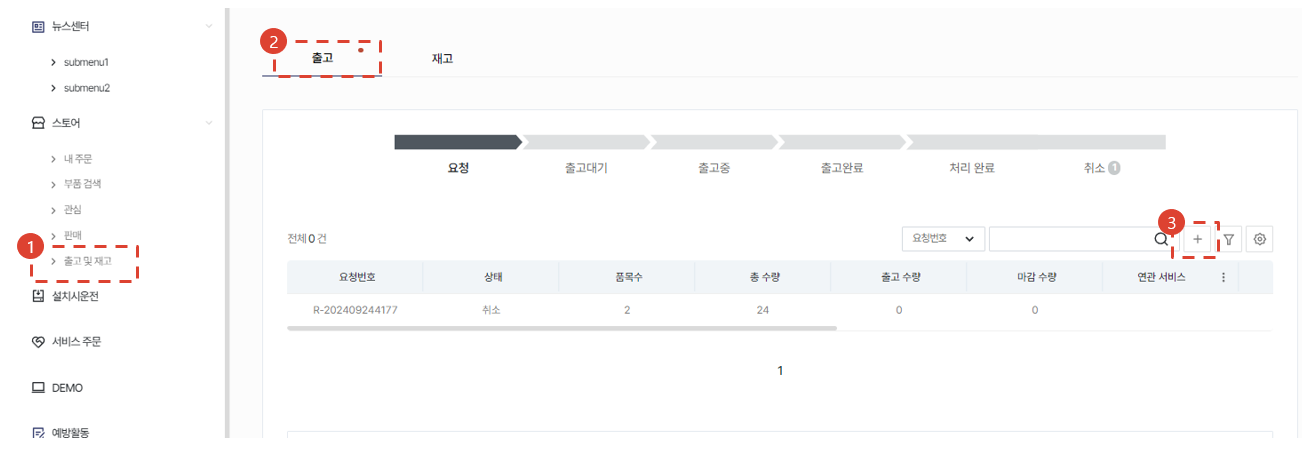 뉴스센터
submenu1
submenu2
스토어
내 주문
부품 검색
관심
판매
1
출고 및 재고
설치시운전
서비스 주문
DEMO
예방활동
2
출고 재고
요청 출고대기 출고중 출고완료 처리 완료 취소 1
3
전체 0 건 요청번호
요청번호 상태 품목수 총 수량 출고 수량 마감 수량 연관 서비스
R-202409244177 취소 2 24 0 0
1